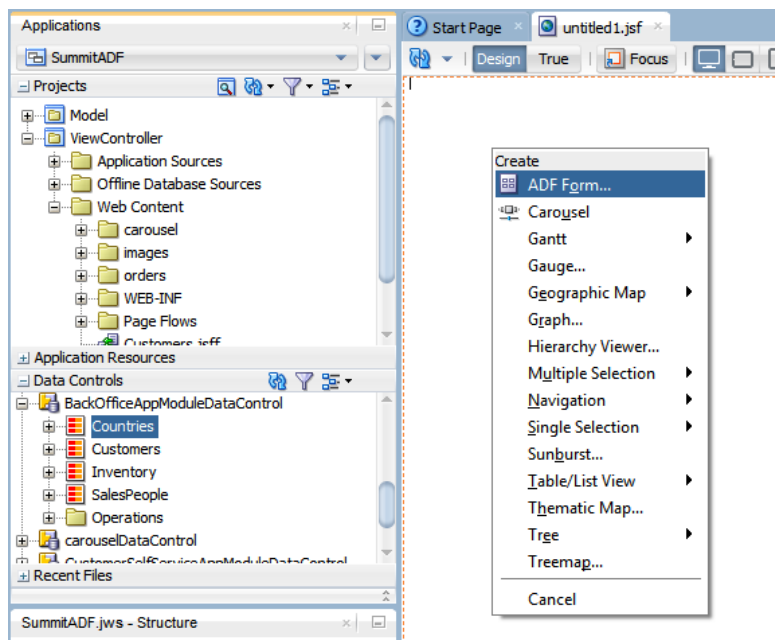 Applications
SummitADF
Projects
Model
ViewController
Application Sources
Offline Database Sources
Web Content
carousel
images
orders
WEB-INF
Page Flows
Customers.jsff
Application Resources
Data Controls
BackOfficeAppModuleDataControl
Countries
Customers
Inventory
SalesPeople
Operations
carouselDataControl
CustomerSelfServiceAppModuleDataControl
Recent Files
SummitADF.jws - Structure
Start Page
untitled1.jsf
Design
True
Focus
Create
ADF Form...
Carousel
Gantt
Gauge...
Geographic Map
Graph...
Hierarchy Viewer...
Multiple Selection
Navigation
Single Selection
Sunburst...
Table/List View
Thematic Map...
Tree
Treemap...
Cancel